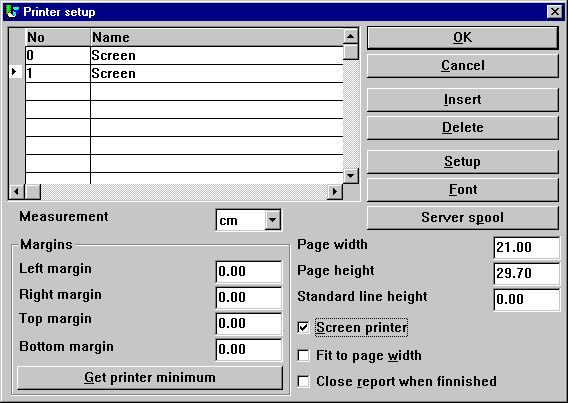 Printer setup
No Name
0 Screen
1 Screen
OK
Cancel
Insert
Delete
Setup
Font
Server spool
Measurement cm
Margins
Left margin 0.00
Right margin 0.00
Top margin 0.00
Bottom margin 0.00
Get printer minimum
Page width 21.00
Page height 29.70
Standard line height 0.00
Screen printer
Fit to page width
Close report when finnished